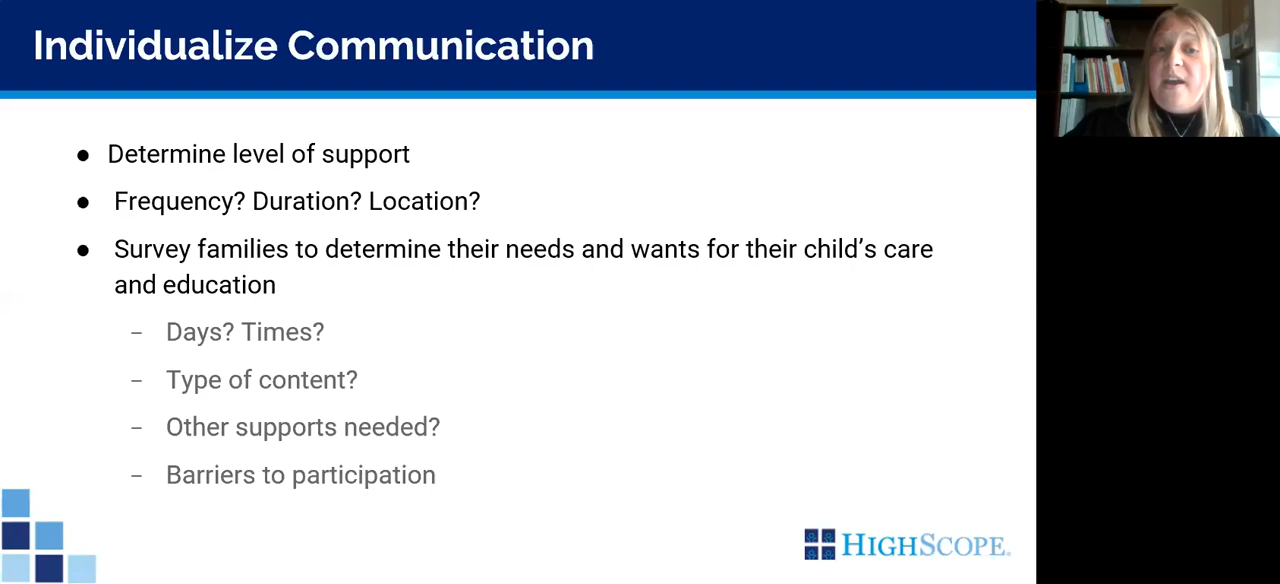 Individualize Communication
● Determine level of support
● Frequency? Duration? Location?
● Survey families to determine their needs and wants for their child’s care
and education
− Days? Times?
− Type of content?
− Other supports needed?
− Barriers to participation
HIGHSCOPE®